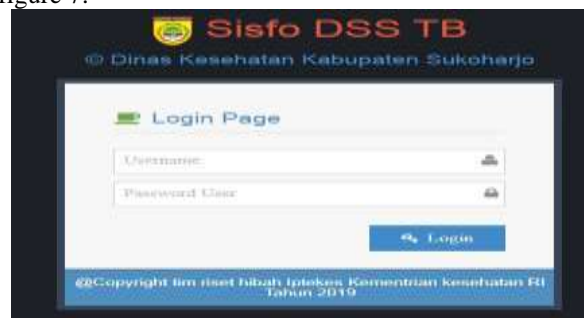 igure 7.
Sisfo DSS TB
© Dinas Kesehatan Kabupaten Sukoharjo
Login Page
Username
Password User
Login
@Copyright tim riset hibah Iptekes Kementrian kesehatan RI
Tahun 2019